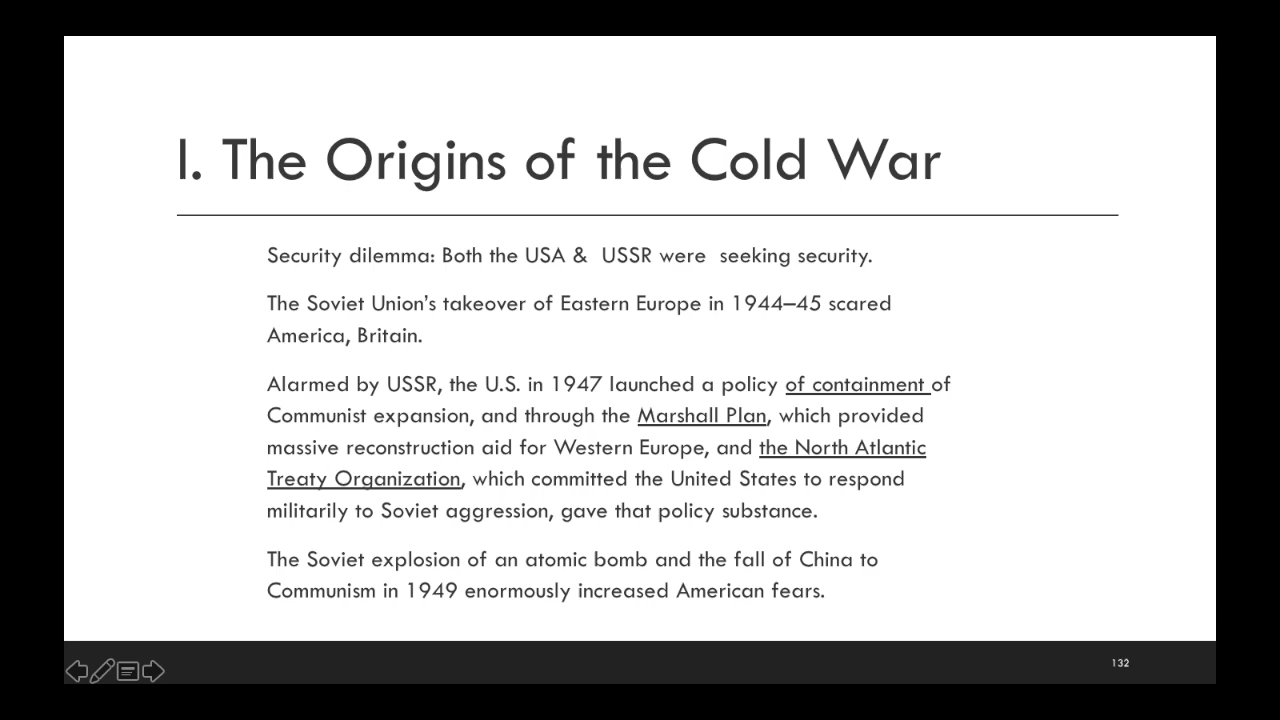 I. The Origins of the Cold War
Security dilemma: Both the USA &  USSR were  seeking security.
The Soviet Union’s takeover of Eastern Europe in 1944–45 scared
America, Britain.
Alarmed by USSR, the U.S. in 1947 launched a policy of containment of
Communist expansion, and through the Marshall Plan, which provided
massive reconstruction aid for Western Europe, and the North Atlantic
Treaty Organization, which committed the United States to respond
militarily to Soviet aggression, gave that policy substance.
The Soviet explosion of an atomic bomb and the fall of China to
Communism in 1949 enormously increased American fears.
132